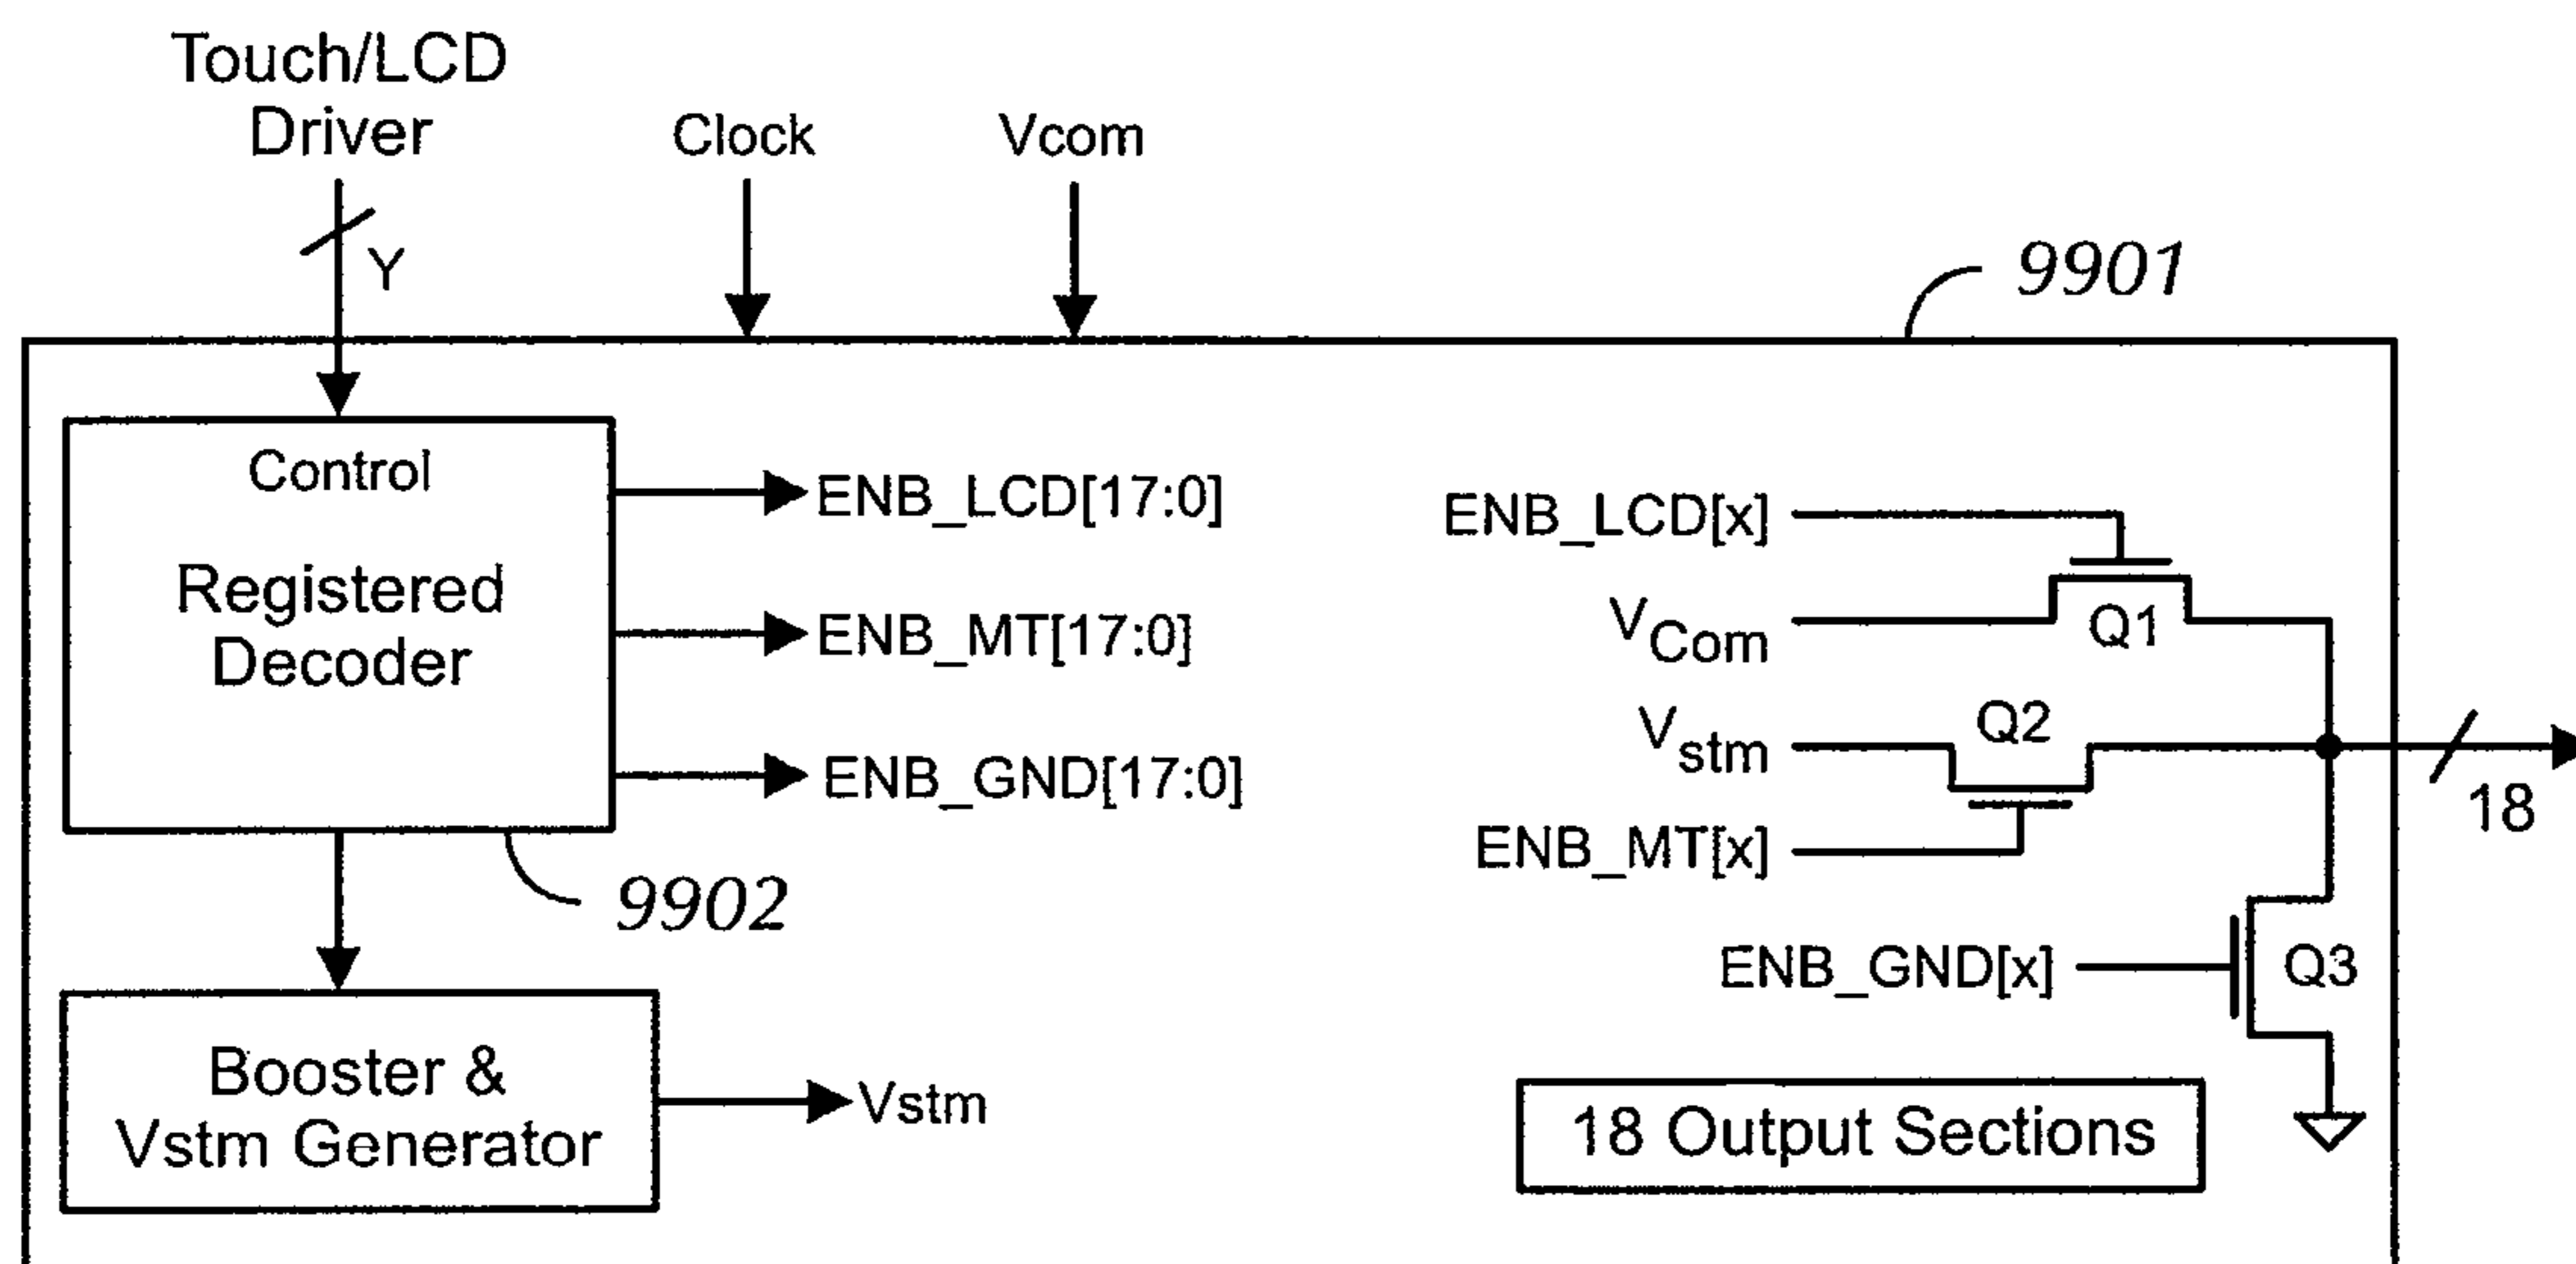 Touch/LCD
Driver
Clock
Vcom
Y
9901
Control
Registered
Decoder
ENB_LCD[17:0]
ENB_MT[17:0]
ENB_GND[17:0]
9902
Booster &
Vstm Generator
Vstm
ENB_LCD[x]
VCom
Q1
Vstm
Q2
ENB_MT[x]
18
ENB_GND[x]
Q3
18 Output Sections